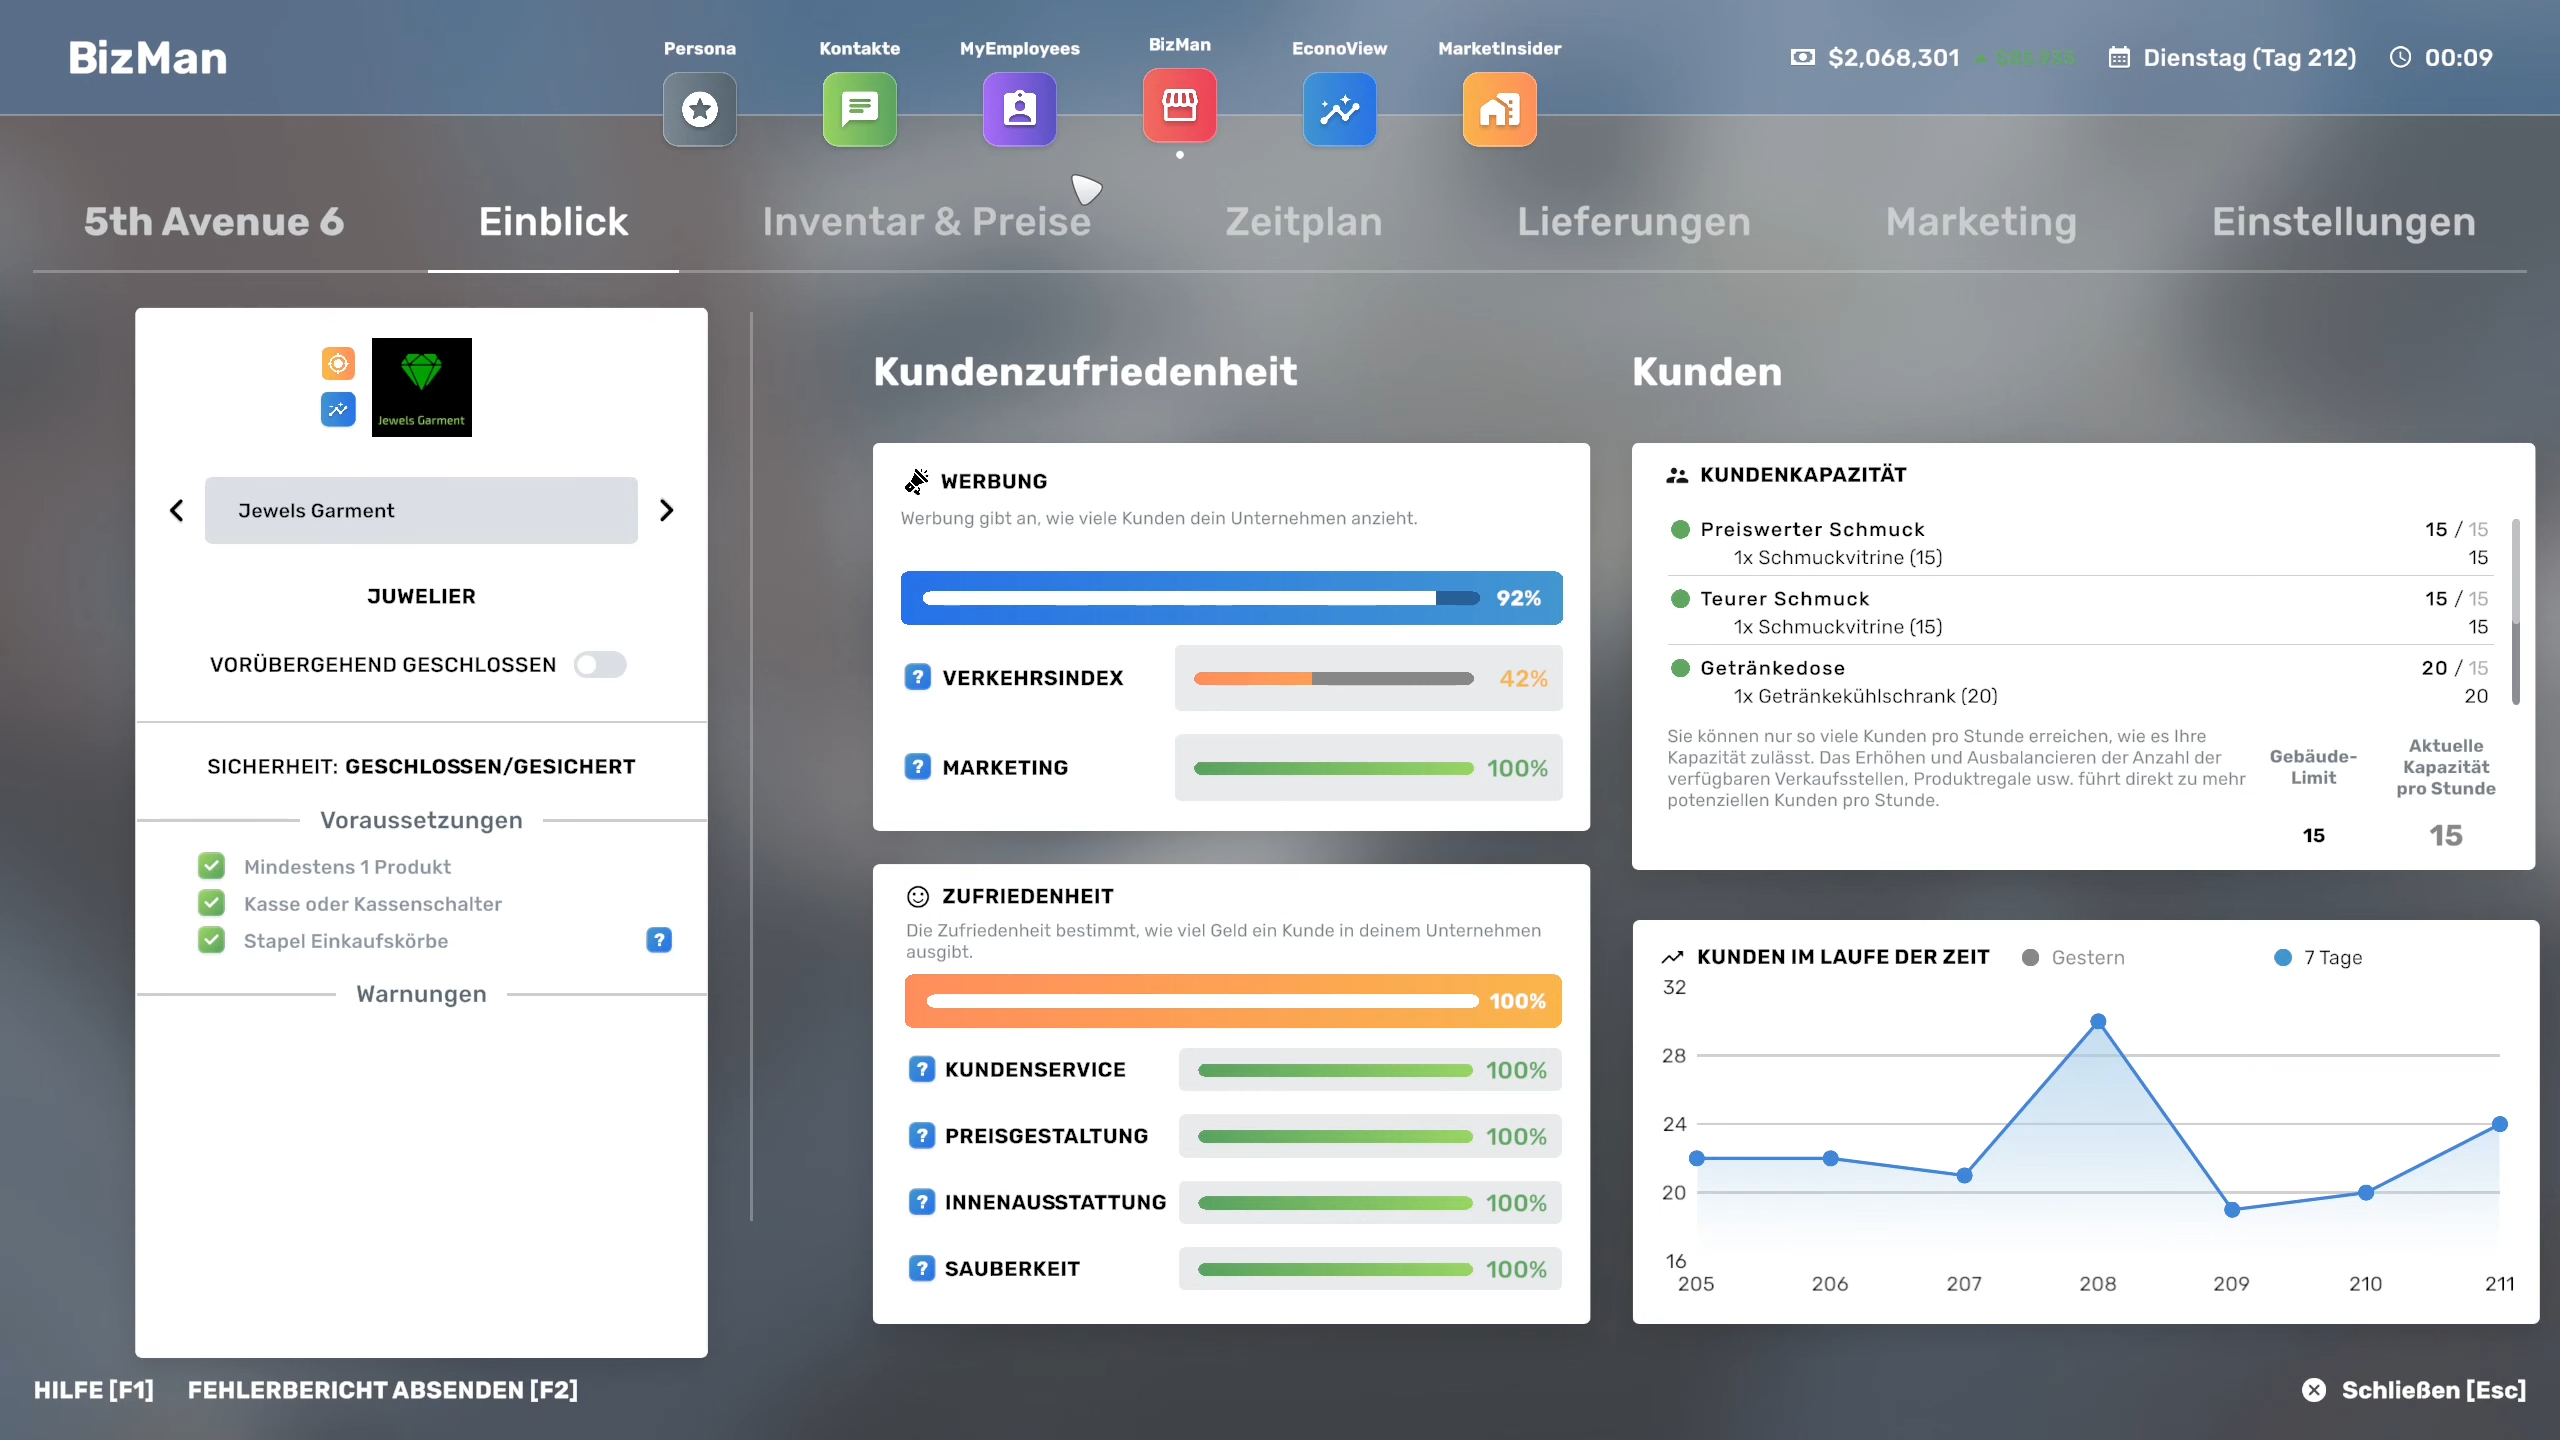 BizMan
Persona
Kontakte
MyEmployees
BizMan
EconoView
MarketInsider
$2,068,301
Dienstag (Tag 212)
00:09
5th Avenue 6
Einblick
Inventar & Preise
Zeitplan
Lieferungen
Marketing
Einstellungen
Jewels Garment
Jewels Garment
JUWELIER
VORÜBERGEHEND GESCHLOSSEN
SICHERHEIT: GESCHLOSSEN/GESICHERT
Voraussetzungen
Mindestens 1 Produkt
Kasse oder Kassenschalter
Stapel Einkaufskörbe
?
Warnungen
Kundenzufriedenheit
WERBUNG
Werbung gibt an, wie viele Kunden dein Unternehmen anzieht.
92%
? VERKEHRSINDEX 42%
? MARKETING 100%
ZUFRIEDENHEIT
Die Zufriedenheit bestimmt, wie viel Geld ein Kunde in deinem Unternehmen
ausgibt.
100%
? KUNDENSERVICE 100%
? PREISGESTALTUNG 100%
? INNENAUSSTATTUNG 100%
? SAUBERKEIT 100%
Kunden
KUNDENKAPAZITÄT
Preiswerter Schmuck 15 / 15
1x Schmuckvitrine (15) 15
Teurer Schmuck 15 / 15
1x Schmuckvitrine (15) 15
Getränkedose 20 / 15
1x Getränkekühlschrank (20) 20
Sie können nur so viele Kunden pro Stunde erreichen, wie es Ihre
Kapazität zulässt. Das Erhöhen und Ausbalancieren der Anzahl der
verfügbaren Verkaufsstellen, Produktregale usw. führt direkt zu mehr
potenziellen Kunden pro Stunde.
Gebäude-
Limit
15
Aktuelle
Kapazität
pro Stunde
15
KUNDEN IM LAUFE DER ZEIT
Gestern
7 Tage
32
28
24
20
16
205 206 207 208 209 210 211
HILFE [F1]
FEHLERBERICHT ABSENDEN [F2]
Schließen [Esc]